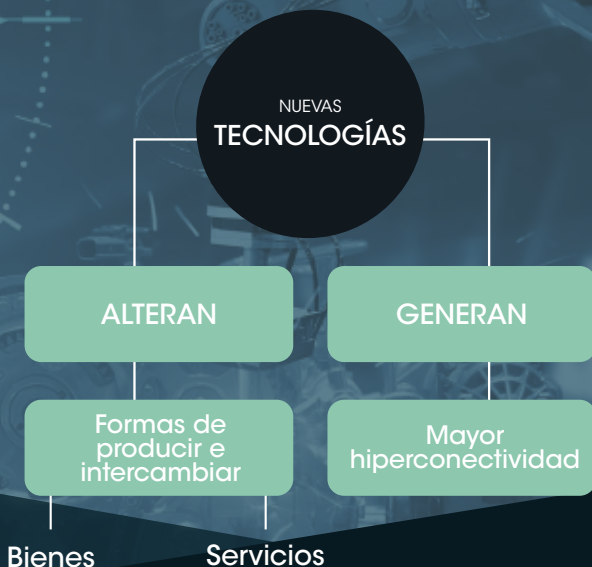 NUEVAS
TECNOLOGÍAS
ALTERAN
GENERAN
Formas de
producir e
intercambiar
Mayor
hiperconectividad
Bienes
Servicios